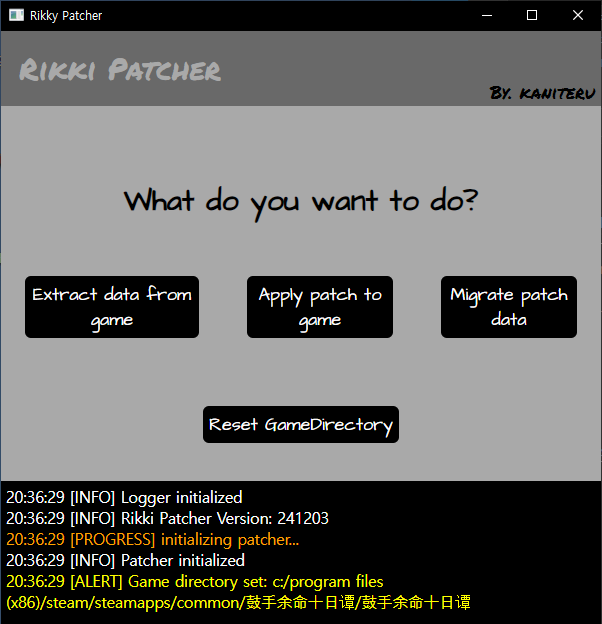 Rikky Patcher
Rikki Patcher
By. kaniteru
What do you want to do?
Extract data from
game
Apply patch to
game
Migrate patch
data
Reset GameDirectory
20:36:29 [INFO] Logger initialized
20:36:29 [INFO] Rikki Patcher Version: 241203
20:36:29 [PROGRESS] initializing patcher...
20:36:29 [INFO] Patcher initialized
20:36:29 [ALERT] Game directory set: c:/program files
(x86)/steam/steamapps/common/鼓手余命十日谭/鼓手余命十日谭